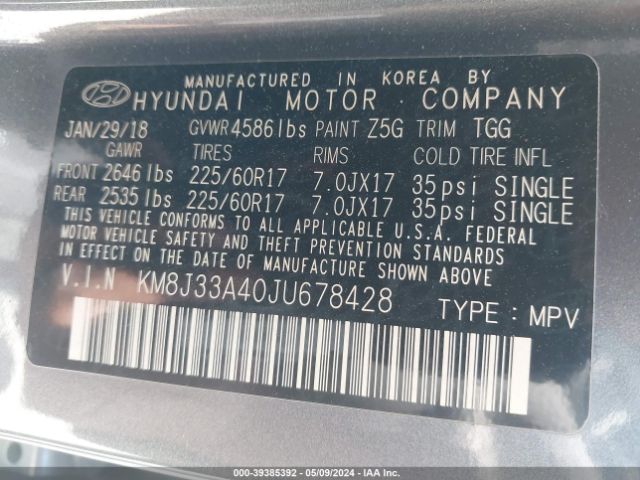 MANUFACTURED IN KOREA BY
HYUNDAI MOTOR COMPANY
JAN/29/18 GVWR 4586 lbs PAINT Z5G TRIM TGG
GAWR TIRES RIMS COLD TIRE INFL
FRONT 2646 lbs 225/60R17 7.0JX17 35psi SINGLE
REAR 2535 lbs 225/60R17 7.0JX17 35psi SINGLE
THIS VEHICLE CONFORMS TO ALL APPLICABLE U.S.A. FEDERAL
MOTOR VEHICLE SAFETY AND THEFT PREVENTION STANDARDS
IN EFFECT ON THE DATE OF MANUFACTURE SHOWN ABOVE.
V.I.N KM8J33A40JU678428 TYPE : MPV
000-39385392 - 05/09/2024 - IAA Inc.